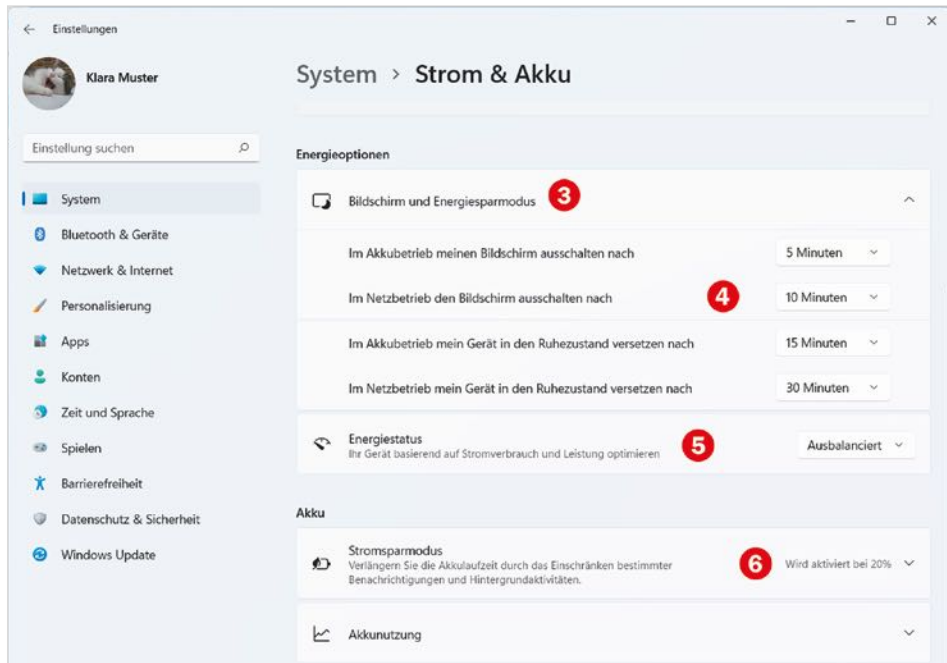 Einstellungen
Klara Muster
System > Strom & Akku
Einstellung suchen
System
Bluetooth & Geräte
Netzwerk & Internet
Personalisierung
Apps
Konten
Zeit und Sprache
Spielen
Barrierefreiheit
Datenschutz & Sicherheit
Windows Update
Energieoptionen
Bildschirm und Energiesparmodus 3
Im Akkubetrieb meinen Bildschirm ausschalten nach 5 Minuten
Im Netzbetrieb den Bildschirm ausschalten nach 4 10 Minuten
Im Akkubetrieb mein Gerät in den Ruhezustand versetzen nach 15 Minuten
Im Netzbetrieb mein Gerät in den Ruhezustand versetzen nach 30 Minuten
Energiestatus
Ihr Gerät basierend auf Stromverbrauch und Leistung optimieren 5 Ausbalanciert
Akku
Stromsparmodus
Verlängern Sie die Akkulaufzeit durch das Einschränken bestimmter
Benachrichtigungen und Hintergrundaktivitäten. 6 Wird aktiviert bei 20%
Akkunutzung